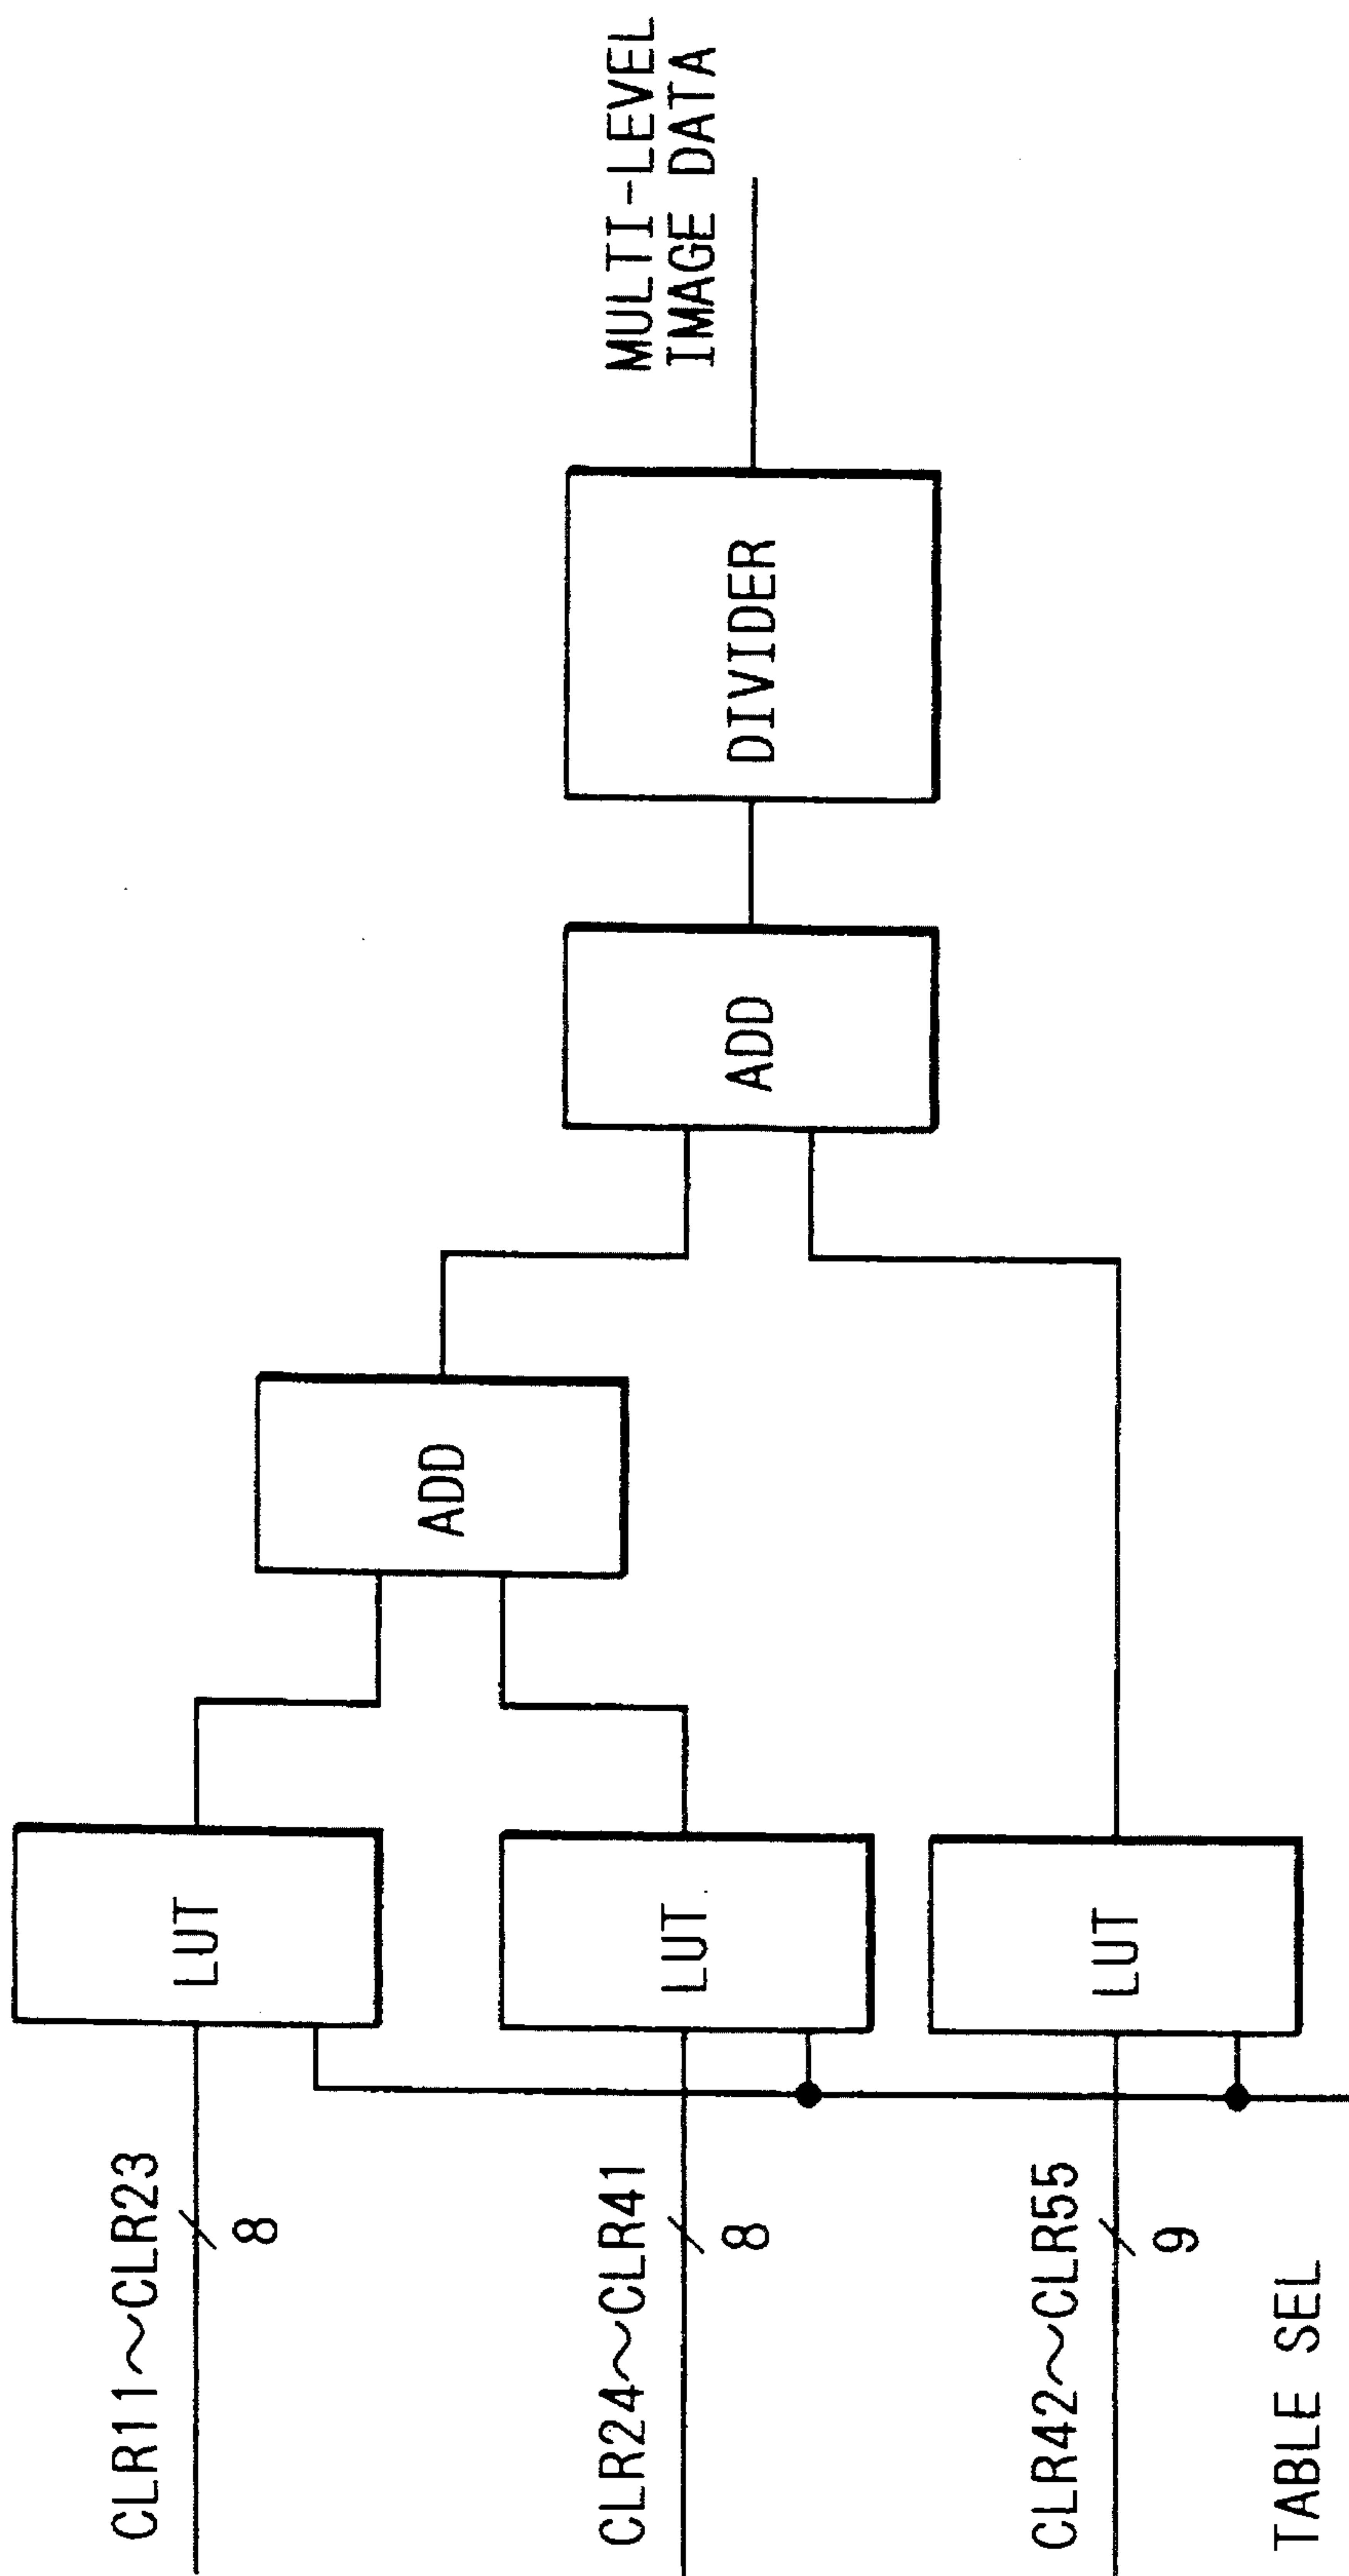 CLR11~CLR23
8
LUT
CLR24~CLR41
8
LUT
CLR42~CLR55
9
LUT
TABLE SEL
ADD
ADD
DIVIDER
MULTI-LEVEL
IMAGE DATA